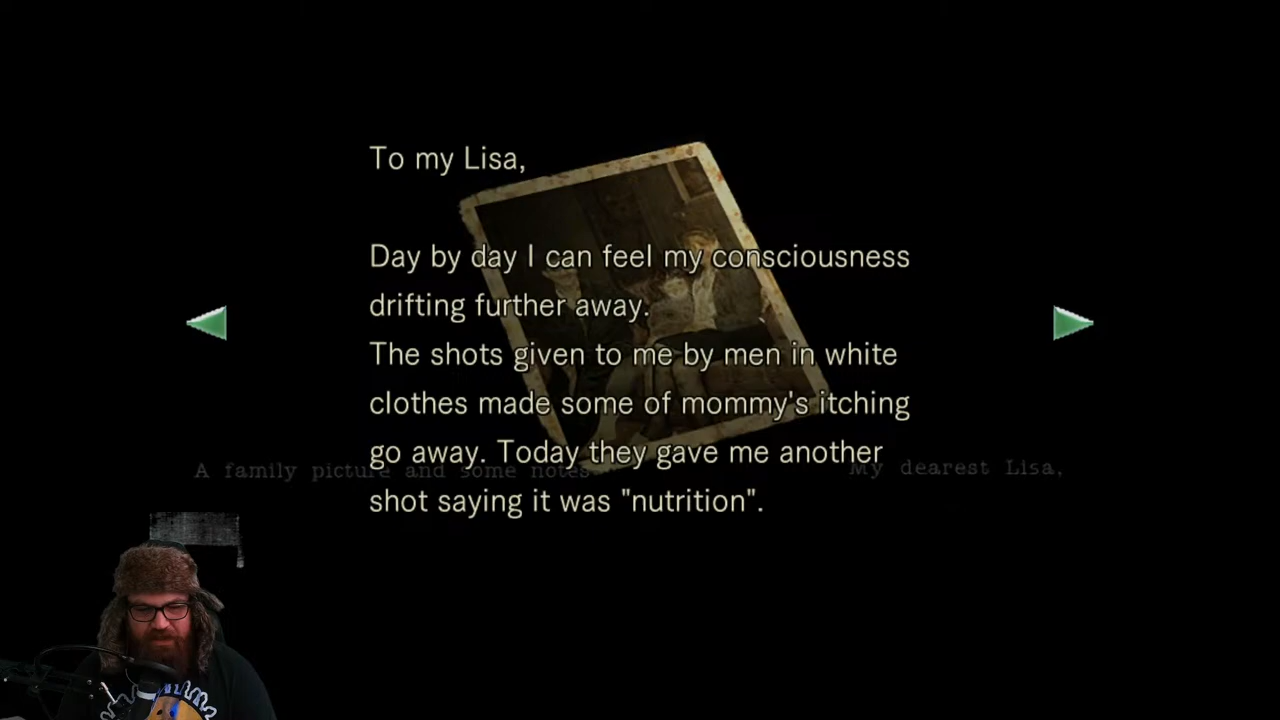 To my Lisa,
Day by day I can feel my consciousness
drifting further away.
The shots given to me by men in white
clothes made some of mommy's itching
go away. Today they gave me another
A family picture and some notes
My dearest Lisa,
shot saying it was "nutrition".